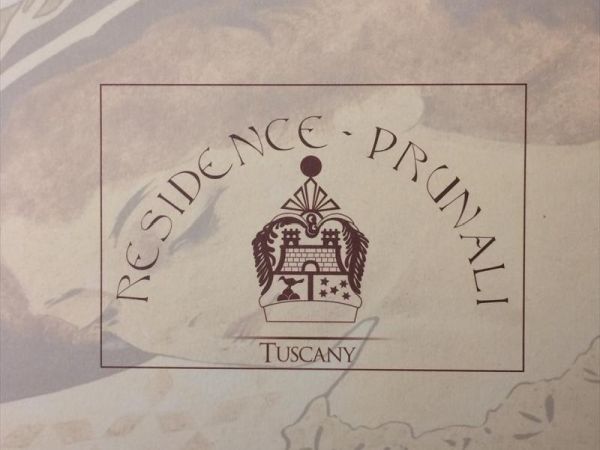 RESIDENCE - PRUNALI
TUSCANY